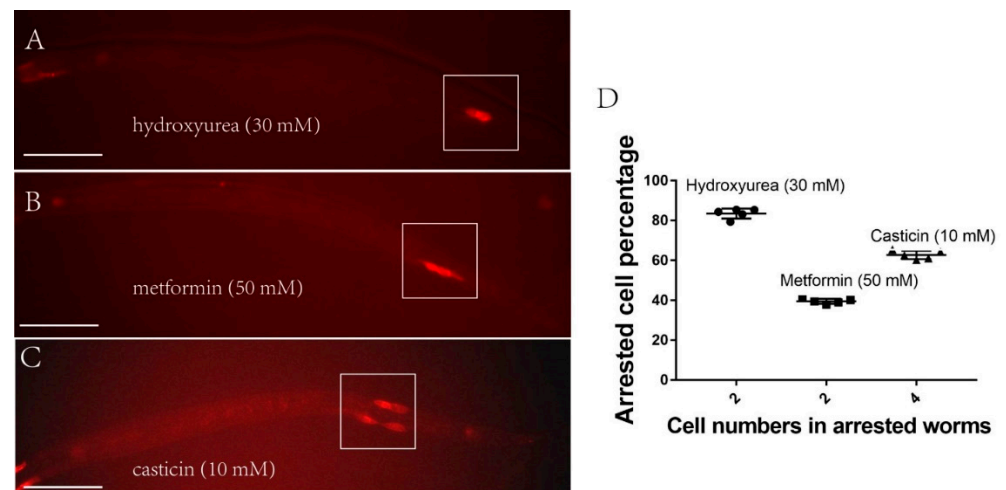 A
hydroxyurea (30 mM)
B
metformin (50 mM)
C
casticin (10 mM)
D
Arrested cell percentage
100
80
60
40
20
0
Hydroxyurea (30 mM)
Metformin (50 mM)
Casticin (10 mM)
2
2
4
Cell numbers in arrested worms